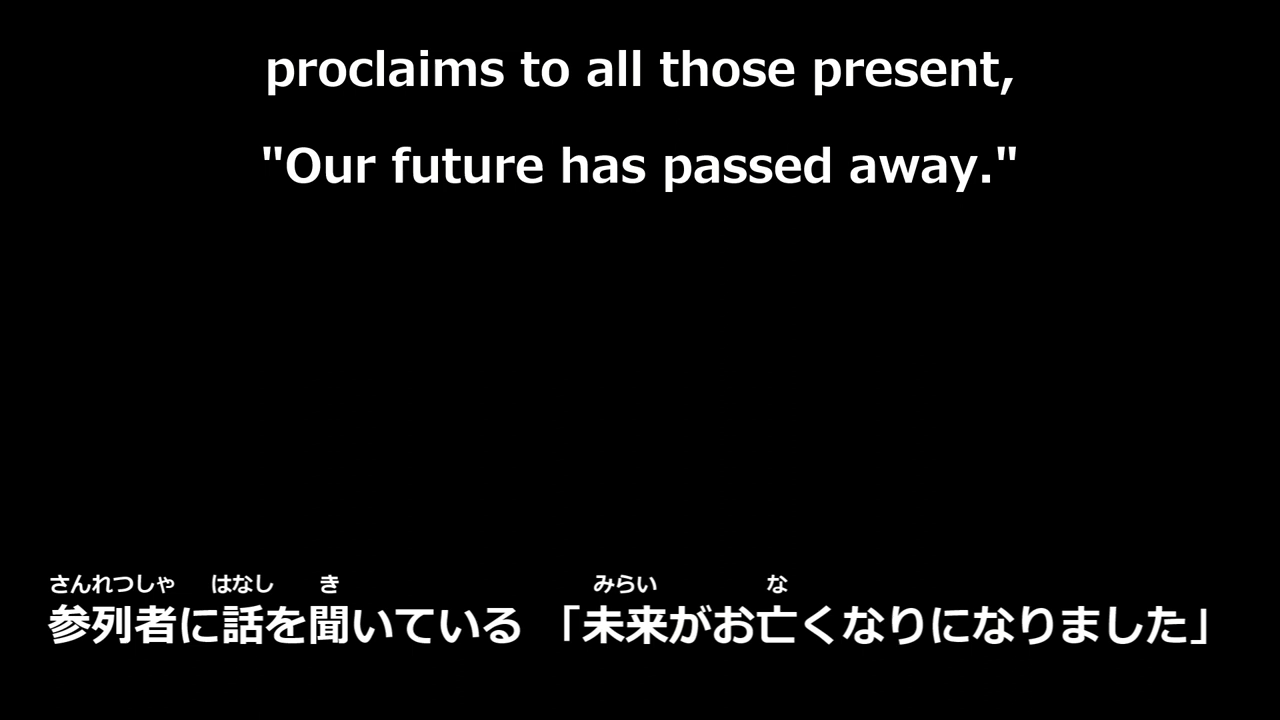 proclaims to all those present,
"Our future has passed away."
さんれつしゃ はなし き みらい な
参列者に話を聞いている 「未来がお亡くなりになりました」